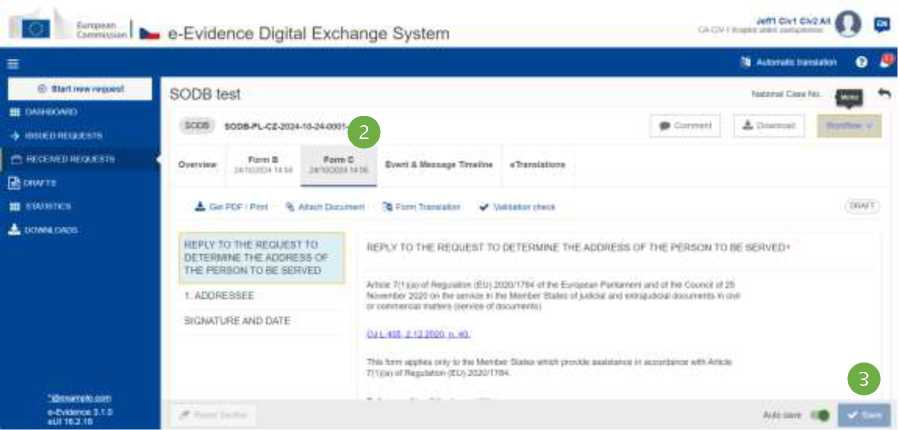 European
Commission
e-Evidence Digital Exchange System
Jeff1 Civ1 Civ2 All
EN
Automatic translation
?
Start new request
DASHBOARD
ISSUED REQUESTS
RECEIVED REQUESTS
DRAFTS
STATISTICS
DOWNLOADS
SODB test
National Case No.
Menu
SODB
SODB-PL-CZ-2024-10-24-0001-
2
Comment
Download
Workflow
Overview
Form B
24/10/2024 14:54
Form C
24/10/2024 14:56
Event & Message Timeline
eTranslations
Get PDF / Print
Attach Document
Form Translation
Validation check
DRAFT
REPLY TO THE REQUEST TO
DETERMINE THE ADDRESS OF
THE PERSON TO BE SERVED
1. ADDRESSEE
SIGNATURE AND DATE
REPLY TO THE REQUEST TO DETERMINE THE ADDRESS OF THE PERSON TO BE SERVED*
Article 7(1)(a) of Regulation (EU) 2020/1784 of the European Parliament and of the Council of 25
November 2020 on the service in the Member States of judicial and extrajudicial documents in civil
or commercial matters (service of documents)
OJ L 405, 2.12.2020, p. 40.
This form applies only to the Member States which provide assistance in accordance with Article
7(1)(a) of Regulation (EU) 2020/1784.
3
Reset Section
Auto save
Save
e-Evidence 3.1.0
eUI 16.2.16